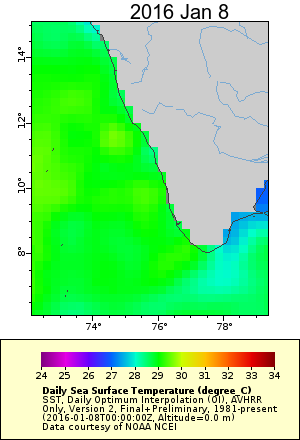 2016 Jan 8
14°
12°
10°
8°
74°
76°
78°
24 25 26 27 28 29 30 31 32 33 34
Daily Sea Surface Temperature (degree_C)
SST, Daily Optimum Interpolation (OI), AVHRR
Only, Version 2, Final+Preliminary, 1981-present
(2016-01-08T00:00:00Z, Altitude=0.0 m)
Data courtesy of NOAA NCEI